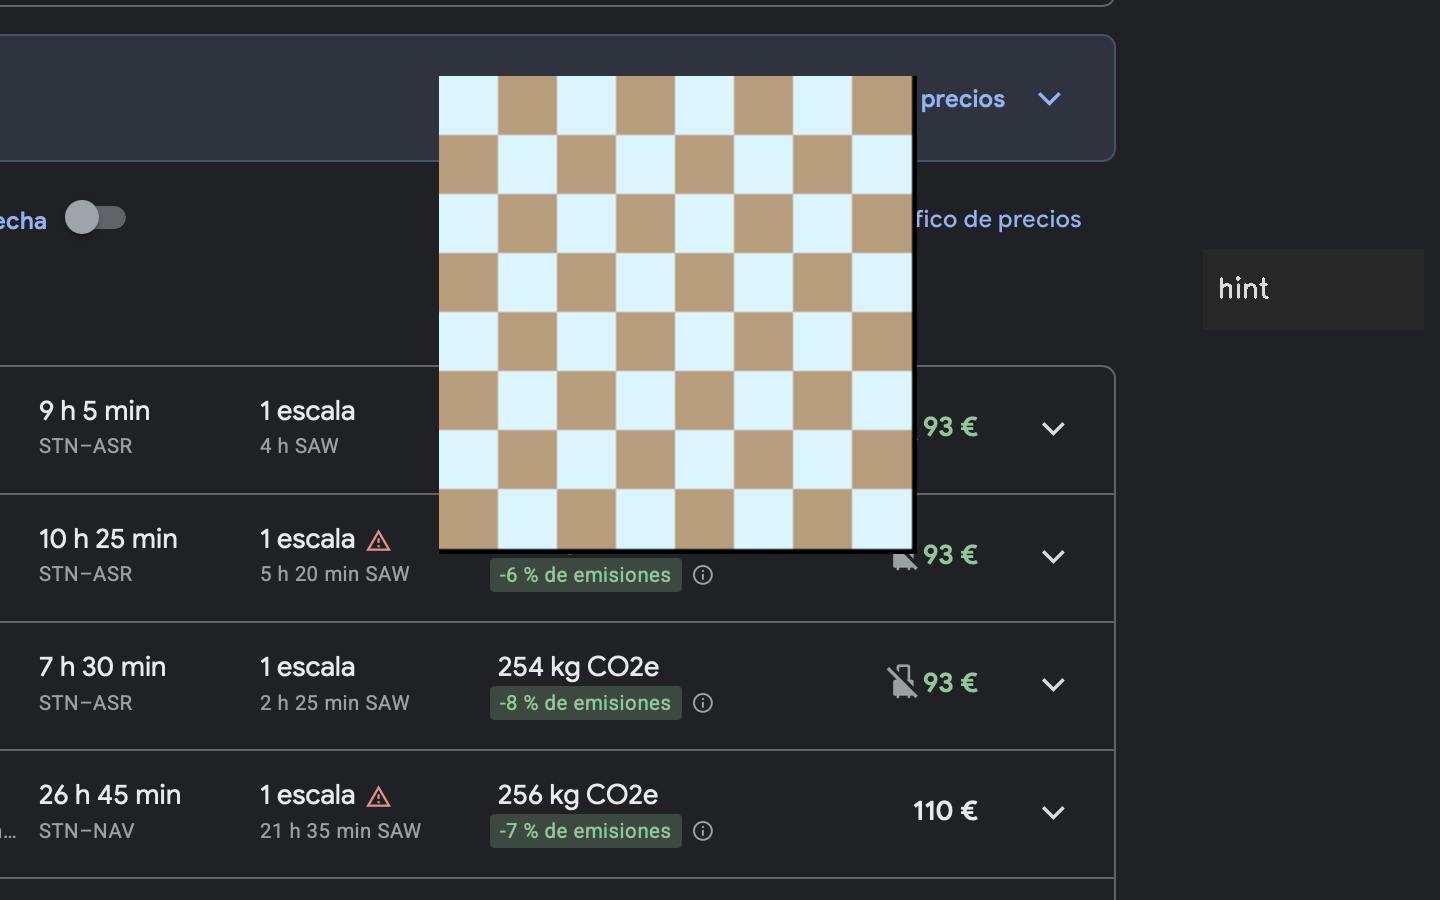 precios
echa
fico de precios
hint
9 h 5 min
1 escala
93 €
STN–ASR
4 h SAW
10 h 25 min
1 escala
93 €
STN–ASR
5 h 20 min SAW
-6 % de emisiones
7 h 30 min
1 escala
254 kg CO2e
93 €
STN–ASR
2 h 25 min SAW
-8 % de emisiones
26 h 45 min
1 escala
256 kg CO2e
110 €
STN–NAV
21 h 35 min SAW
-7 % de emisiones